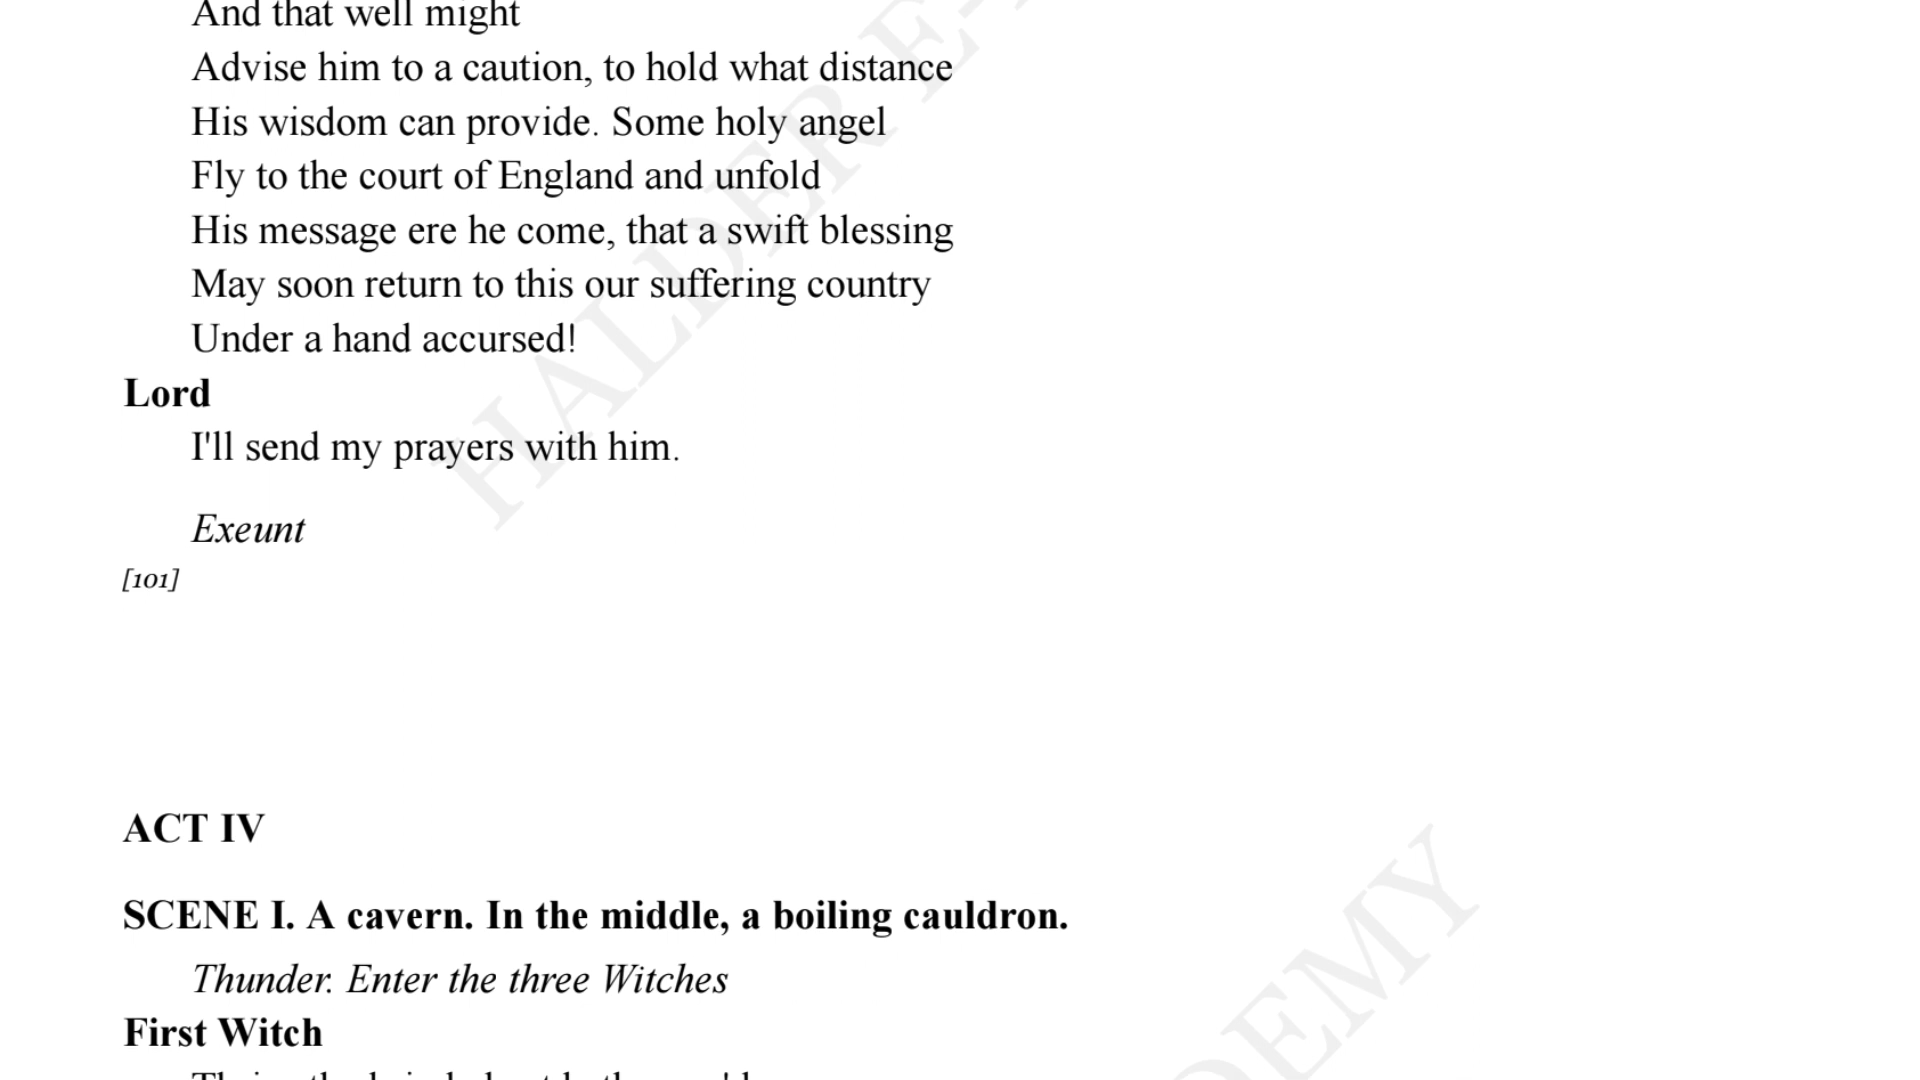 And that well might
Advise him to a caution, to hold what distance
His wisdom can provide. Some holy angel
Fly to the court of England and unfold
His message ere he come, that a swift blessing
May soon return to this our suffering country
Under a hand accursed!
Lord
I'll send my prayers with him.
Exeunt
[101]
ACT IV
SCENE I. A cavern. In the middle, a boiling cauldron.
Thunder. Enter the three Witches
First Witch
HALDER E-
DEMY